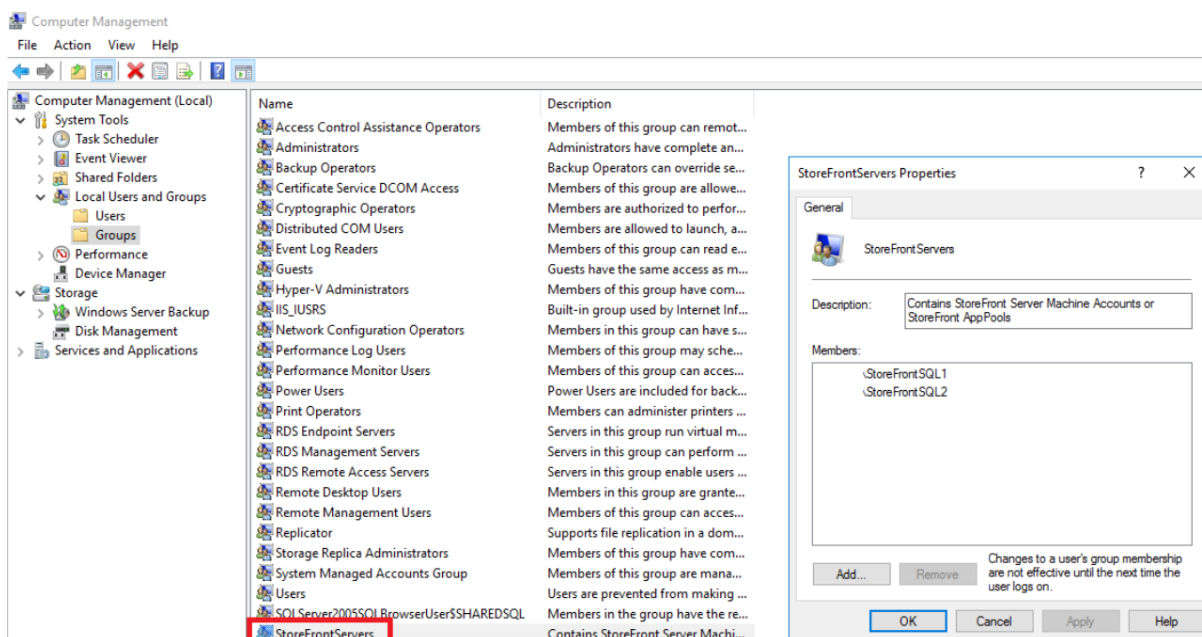 Computer Management
File Action View Help
Computer Management (Local)
System Tools
Task Scheduler
Event Viewer
Shared Folders
Local Users and Groups
Users
Groups
Performance
Device Manager
Storage
Windows Server Backup
Disk Management
Services and Applications
Name Description
Access Control Assistance Operators Members of this group can remot...
Administrators Administrators have complete an...
Backup Operators Backup Operators can override se...
Certificate Service DCOM Access Members of this group are allowe...
Cryptographic Operators Members are authorized to perfor...
Distributed COM Users Members are allowed to launch, a...
Event Log Readers Members of this group can read e...
Guests Guests have the same access as m...
Hyper-V Administrators Members of this group have com...
IIS_IUSRS Built-in group used by Internet Inf...
Network Configuration Operators Members in this group can have s...
Performance Log Users Members of this group may sche...
Performance Monitor Users Members of this group can acces...
Power Users Power Users are included for back...
Print Operators Members can administer printers ...
RDS Endpoint Servers Servers in this group run virtual m...
RDS Management Servers Servers in this group can perform ...
RDS Remote Access Servers Servers in this group enable users ...
Remote Desktop Users Members in this group are grante...
Remote Management Users Members of this group can acces...
Replicator Supports file replication in a dom...
Storage Replica Administrators Members of this group have com...
System Managed Accounts Group Members of this group are mana...
Users Users are prevented from making ...
SQLServer2005SQLBrowserUser$SHAREDSQL Members in the group have the re...
StoreFrontServers Contains StoreFront Server Machi...
StoreFrontServers Properties ? ×
General
StoreFrontServers
Description: Contains StoreFront Server Machine Accounts or
StoreFront AppPools
Members:
\StoreFrontSQL1
\StoreFrontSQL2
Add... Remove
Changes to a user's group membership
are not effective until the next time the
user logs on.
OK Cancel Apply Help